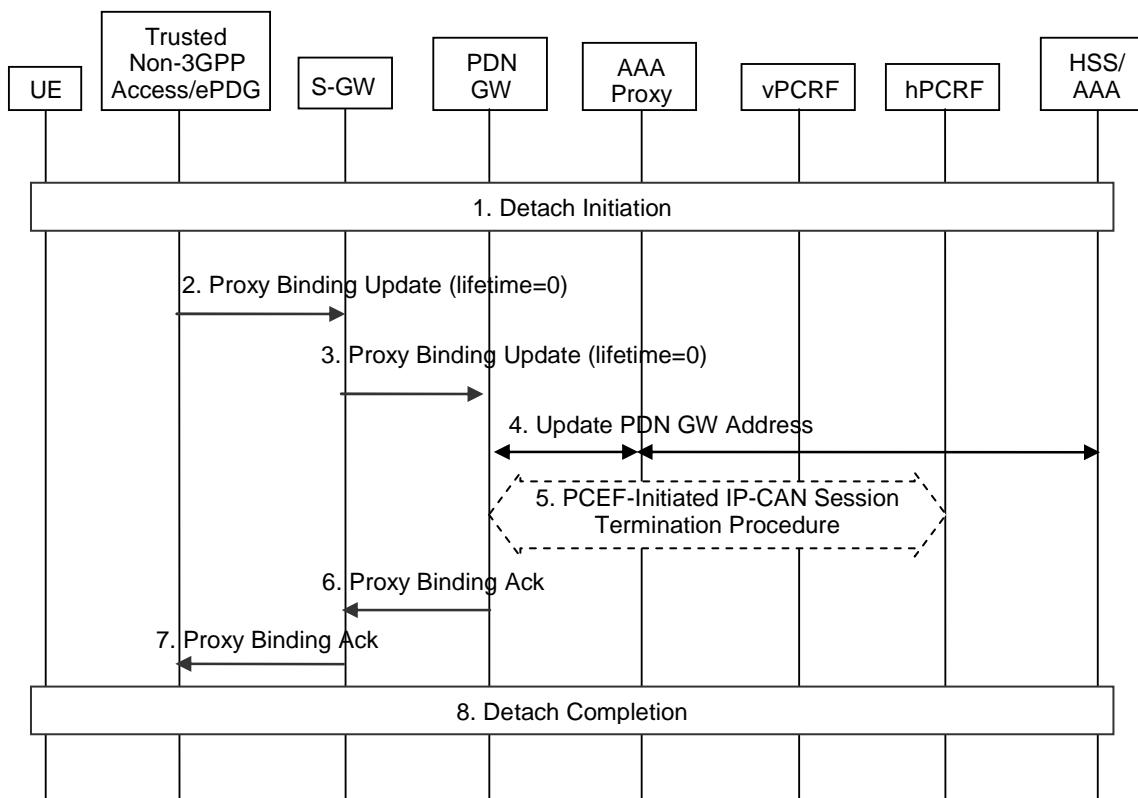 UE
Trusted
Non-3GPP
Access/ePDG
S-GW
PDN
GW
AAA
Proxy
vPCRF
hPCRF
HSS/
AAA
1. Detach Initiation
2. Proxy Binding Update (lifetime=0)
3. Proxy Binding Update (lifetime=0)
4. Update PDN GW Address
5. PCEF-Initiated IP-CAN Session
Termination Procedure
6. Proxy Binding Ack
7. Proxy Binding Ack
8. Detach Completion